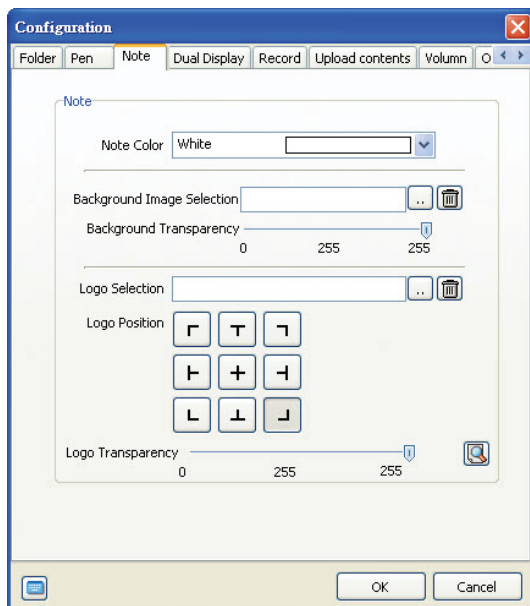 Configuration
Folder Pen Note Dual Display Record Upload contents Volumn O
Note
Note Color White
Background Image Selection ..
Background Transparency
0 255 255
Logo Selection ..
Logo Position
Logo Transparency
0 255 255
OK Cancel